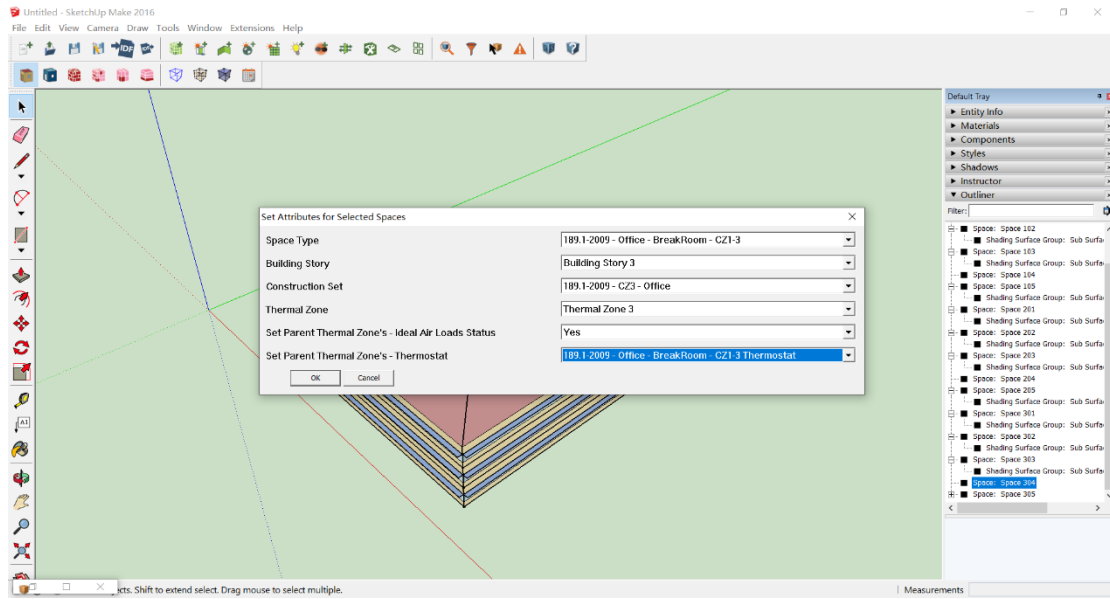 Untitled - SketchUp Make 2016
File Edit View Camera Draw Tools Window Extensions Help
IDF
Default Tray
Entity Info
Materials
Components
Styles
Shadows
Instructor
Outliner
Filter:
Space: Space 102
Shading Surface Group: Sub Surfa
Space: Space 103
Shading Surface Group: Sub Surfa
Space: Space 104
Space: Space 105
Shading Surface Group: Sub Surfa
Space: Space 201
Shading Surface Group: Sub Surfa
Space: Space 202
Shading Surface Group: Sub Surfa
Space: Space 203
Shading Surface Group: Sub Surfa
Space: Space 204
Space: Space 205
Shading Surface Group: Sub Surfa
Space: Space 301
Shading Surface Group: Sub Surfa
Space: Space 302
Shading Surface Group: Sub Surfa
Space: Space 303
Shading Surface Group: Sub Surfa
Space: Space 304
Space: Space 305
Set Attributes for Selected Spaces
Space Type 189.1-2009 - Office - BreakRoom - CZ1-3
Building Story Building Story 3
Construction Set 189.1-2009 - CZ3 - Office
Thermal Zone Thermal Zone 3
Set Parent Thermal Zone's - Ideal Air Loads Status Yes
Set Parent Thermal Zone's - Thermostat 189.1-2009 - Office - BreakRoom - CZ1-3 Thermostat
OK Cancel
A1
cts. Shift to extend select. Drag mouse to select multiple. Measurements